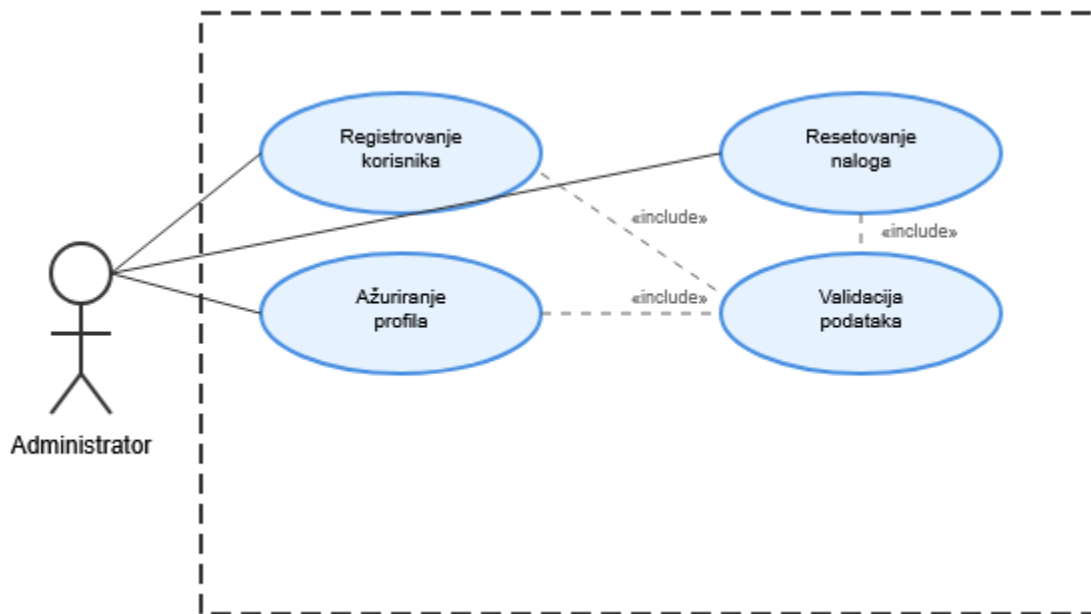 Registrovanje
korisnika
Resetovanje
naloga
«include»
«include»
Ažuriranje
profila
«include»
Validacija
podataka
Administrator